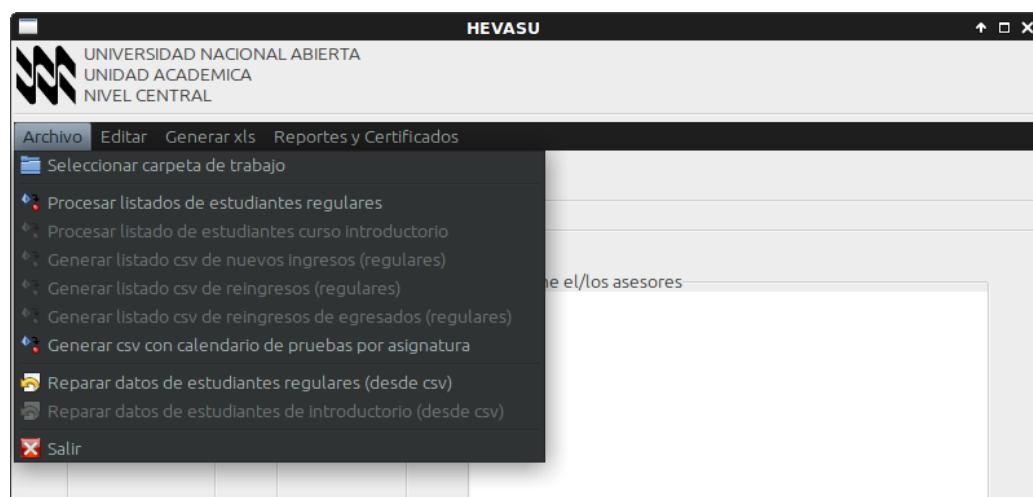 HEVASU
UNIVERSIDAD NACIONAL ABIERTA
UNIDAD ACADEMICA
NIVEL CENTRAL
Archivo Editar Generar xls Reportes y Certificados
Seleccionar carpeta de trabajo
Procesar listados de estudiantes regulares
Procesar listado de estudiantes curso introductorio
Generar listado csv de nuevos ingresos (regulares)
Generar listado csv de reingresos (regulares)
Generar listado csv de reingresos de egresados (regulares)
Generar csv con calendario de pruebas por asignatura
Reparar datos de estudiantes regulares (desde csv)
Reparar datos de estudiantes de introductorio (desde csv)
Salir
el/los asesores